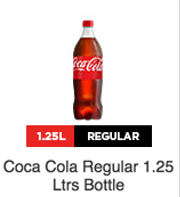 Coca-Cola
1.25L REGULAR
Coca Cola Regular 1.25
Ltrs Bottle